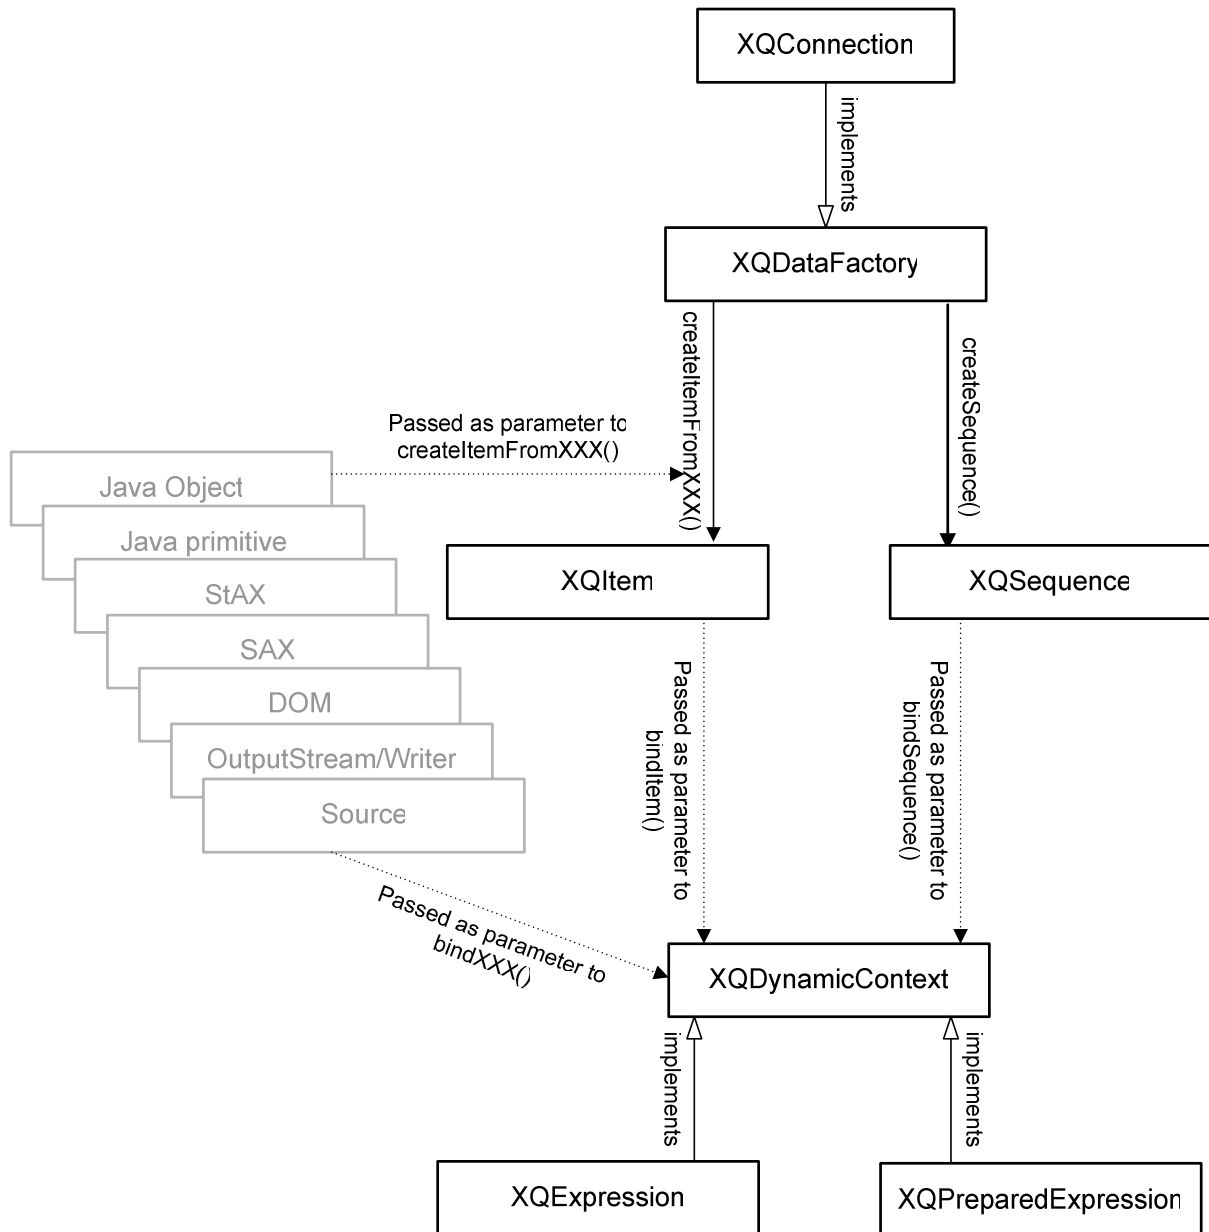 XQConnection
implements
XQDataFactory
createItemFromXXX()
createSequence()
Passed as parameter to
createItemFromXXX()
Java Object
Java primitive
StAX
SAX
DOM
OutputStream/Writer
Source
XQItem
XQSequence
Passed as parameter to
bindItem()
Passed as parameter to
bindSequence()
Passed as parameter to
bindXXX()
XQDynamicContext
implements
implements
XQExpression
XQPreparedExpression